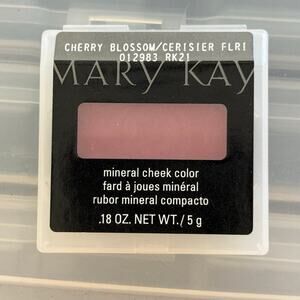 CHERRY BLOSSOM/CERISIER FLRI
012983 RK21
MARY KAY
mineral cheek color
fard à joues minéral
rubor mineral compacto
.18 OZ. NET WT./5 g